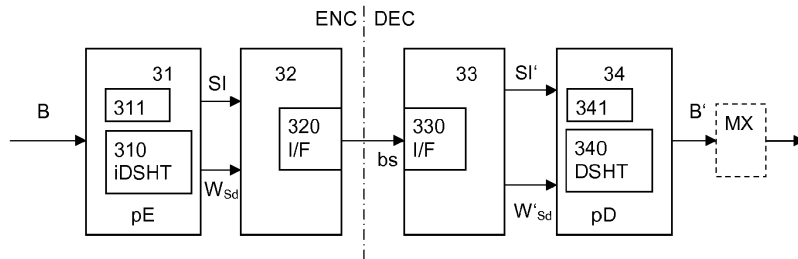 ENC DEC
B
31
311
310
iDSHT
pE
SI
W_Sd
32
320
I/F
bs
33
330
I/F
SI‘
W‘_Sd
34
341
340
DSHT
pD
B‘
MX